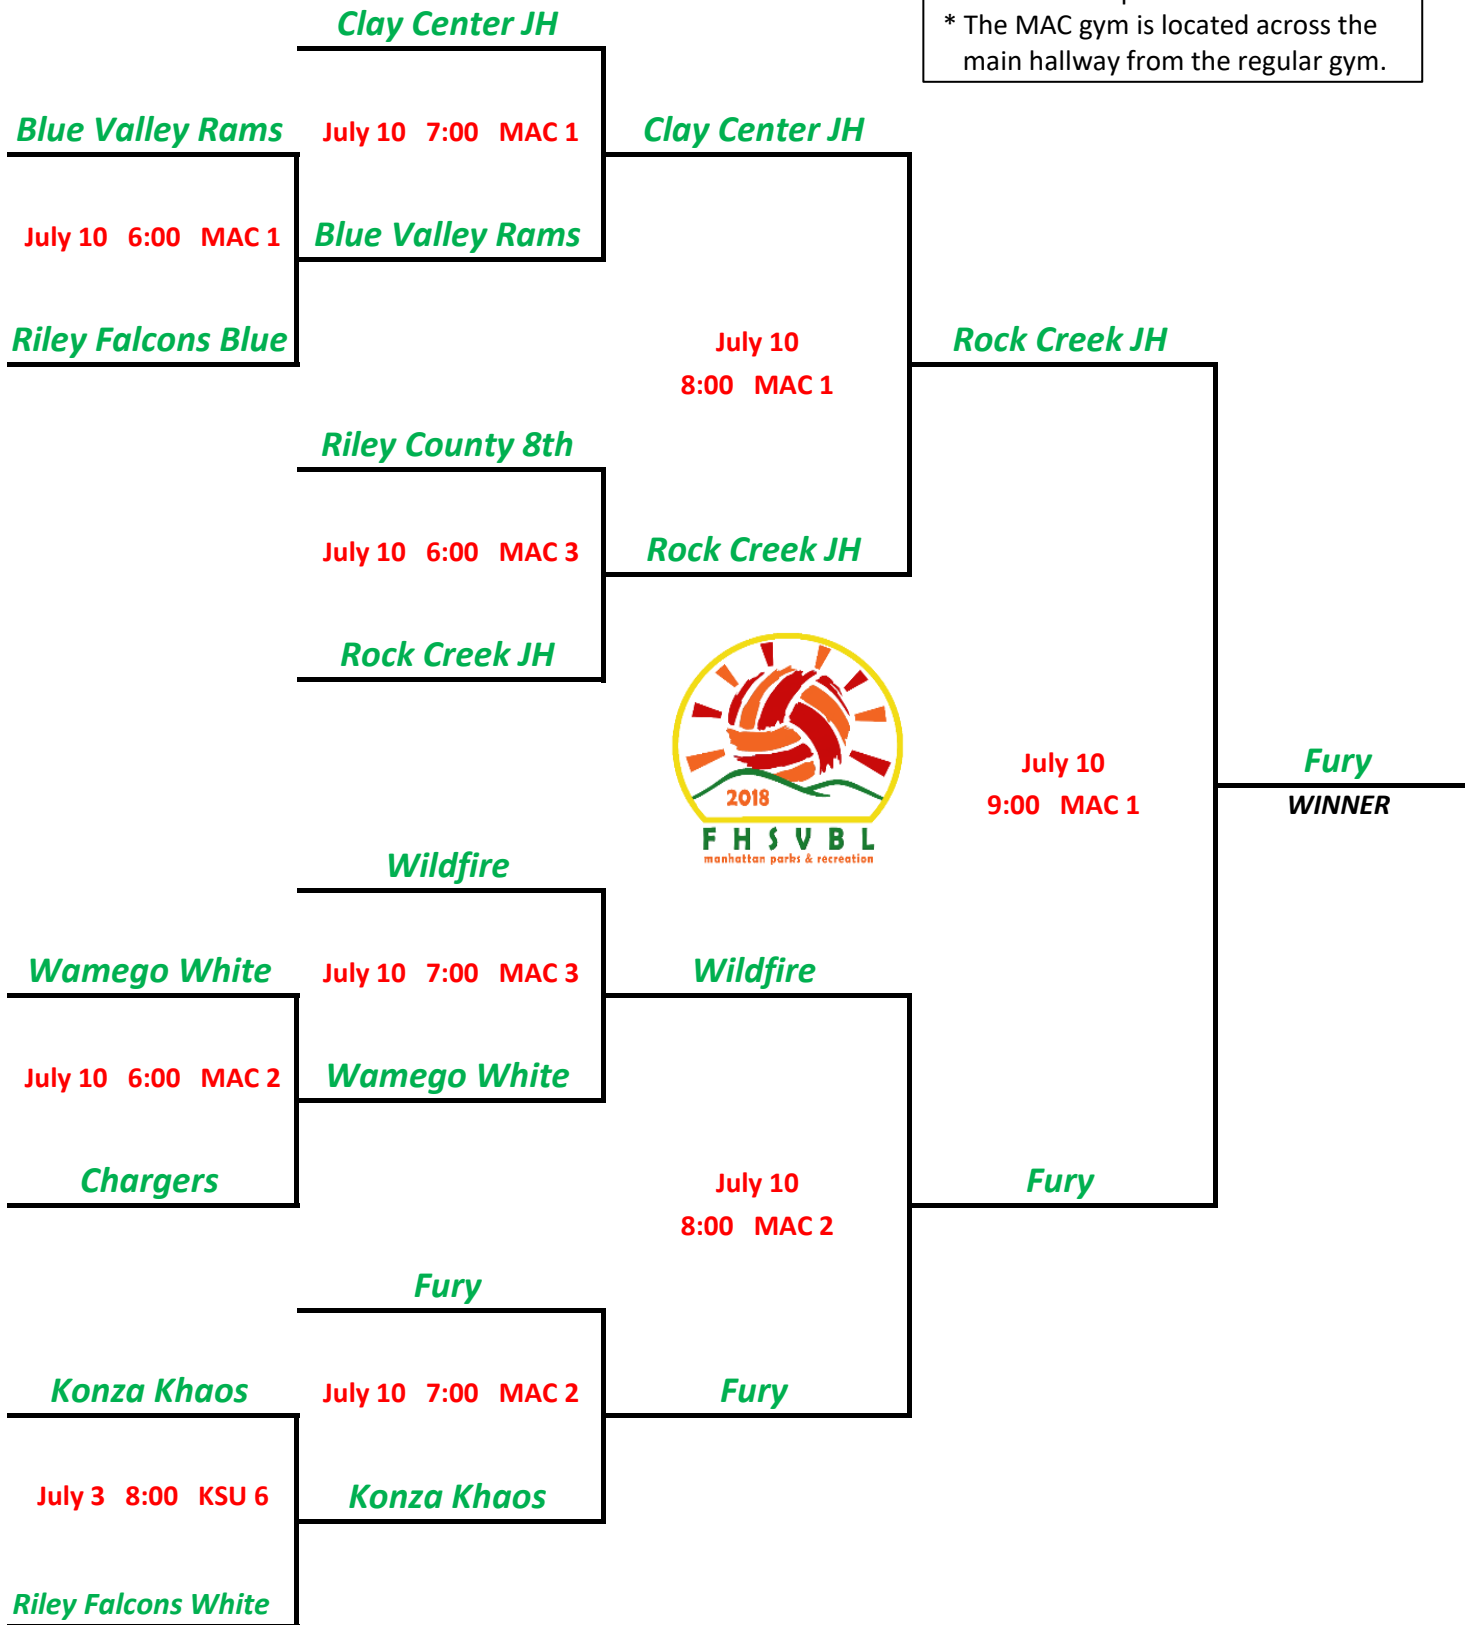 Clay Center JH
* The MAC gym is located across the
main hallway from the regular gym.
Blue Valley Rams
July 10 7:00 MAC 1
Clay Center JH
July 10 6:00 MAC 1
Blue Valley Rams
Riley Falcons Blue
July 10
8:00 MAC 1
Rock Creek JH
Riley County 8th
July 10 6:00 MAC 3
Rock Creek JH
Rock Creek JH
2018
FHSVBL
manhattan parks & recreation
July 10
9:00 MAC 1
Fury
WINNER
Wildfire
Wamego White
July 10 7:00 MAC 3
Wildfire
July 10 6:00 MAC 2
Wamego White
Chargers
July 10
8:00 MAC 2
Fury
Fury
Konza Khaos
July 10 7:00 MAC 2
Fury
July 3 8:00 KSU 6
Konza Khaos
Riley Falcons White